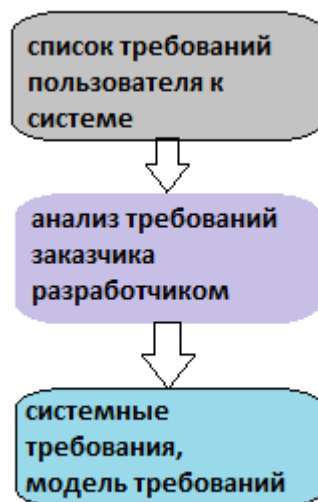 список требований
пользователя к
системе
анализ требований
заказчика
разработчиком
системные
требования,
модель требований